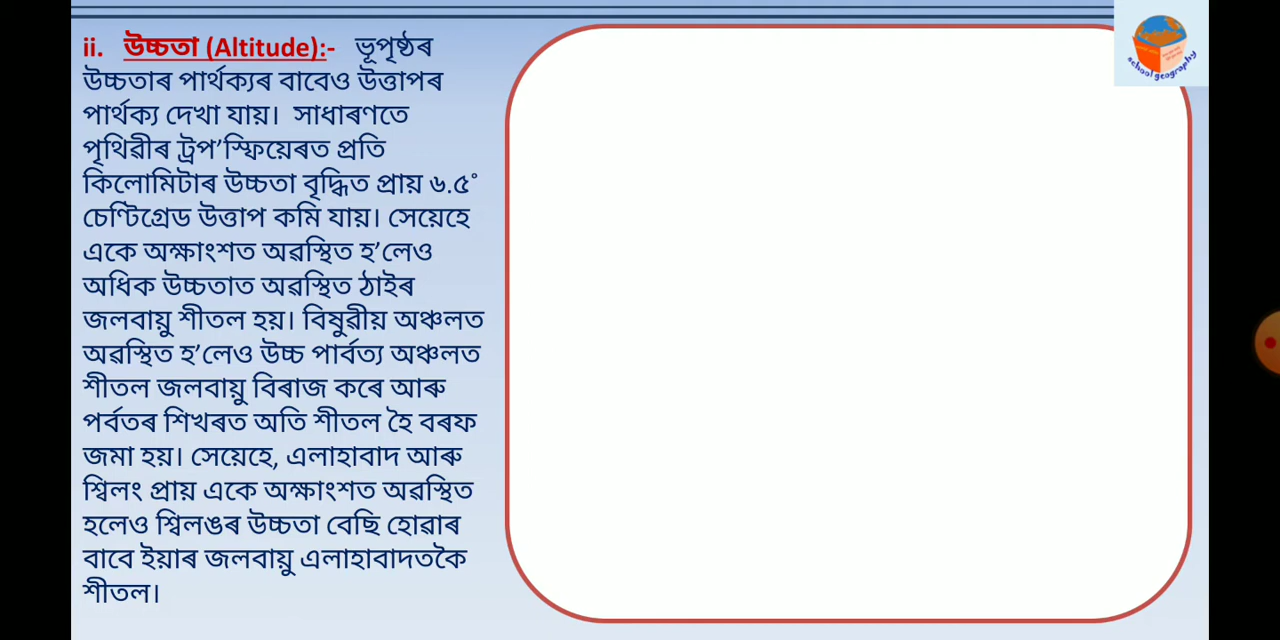 ii. উচ্চতা (Altitude):- ভূপৃষ্ঠৰ
উচ্চতাৰ পাৰ্থক্যৰ বাবেও উত্তাপৰ
পাৰ্থক্য দেখা যায়। সাধাৰণতে
পৃথিৱীৰ ট্ৰপ’স্ফিয়েৰত প্ৰতি
কিলোমিটাৰ উচ্চতা বৃদ্ধিত প্ৰায় ৬.৫˚
চেণ্টিগ্ৰেড উত্তাপ কমি যায়। সেয়েহে
একে অক্ষাংশত অৱস্থিত হ’লেও
অধিক উচ্চতাত অৱস্থিত ঠাইৰ
জলবায়ু শীতল হয়। বিষুৱীয় অঞ্চলত
অৱস্থিত হ’লেও উচ্চ পাৰ্বত্য অঞ্চলত
শীতল জলবায়ু বিৰাজ কৰে আৰু
পৰ্বতৰ শিখৰত অতি শীতল হৈ বৰফ
জমা হয়। সেয়েহে, এলাহাবাদ আৰু
শ্বিলং প্ৰায় একে অক্ষাংশত অৱস্থিত
হলেও শ্বিলঙৰ উচ্চতা বেছি হোৱাৰ
বাবে ইয়াৰ জলবায়ু এলাহাবাদতকৈ
শীতল।
school geography